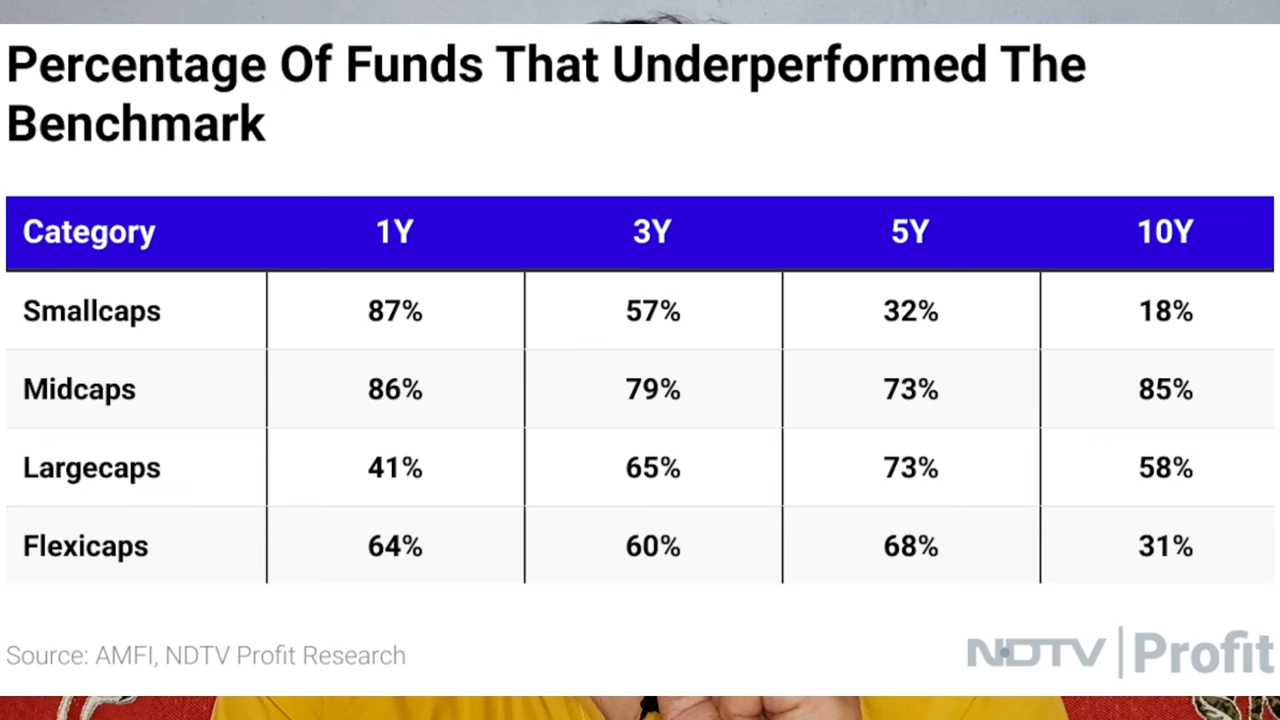 Percentage Of Funds That Underperformed The
Benchmark
Category 1Y 3Y 5Y 10Y
Smallcaps 87% 57% 32% 18%
Midcaps 86% 79% 73% 85%
Largecaps 41% 65% 73% 58%
Flexicaps 64% 60% 68% 31%
Source: AMFI, NDTV Profit Research
NDTV Profit